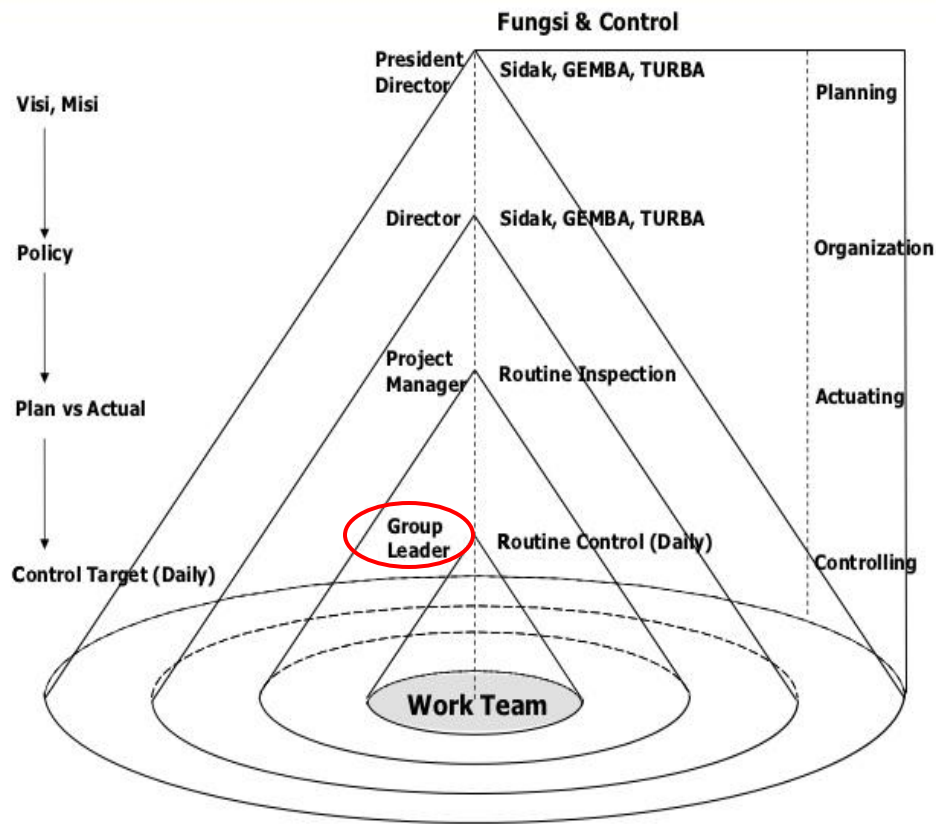 Fungsi & Control
President
Director
Sidak, GEMBA, TURBA
Planning
Visi, Misi
Director
Sidak, GEMBA, TURBA
Policy
Organization
Project
Manager
Routine Inspection
Actuating
Plan vs Actual
Group
Leader
Routine Control (Daily)
Controlling
Control Target (Daily)
Work Team